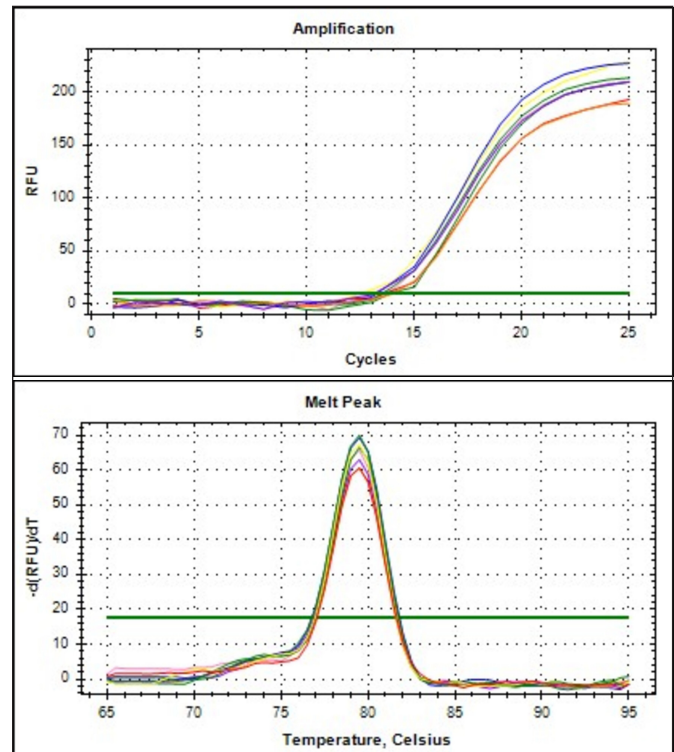 Amplification
200
150
100
50
0
RFU
0 5 10 15 20 25
Cycles
Melt Peak
70
60
50
40
30
20
10
0
-d(RFU)/dT
65 70 75 80 85 90 95
Temperature, Celsius